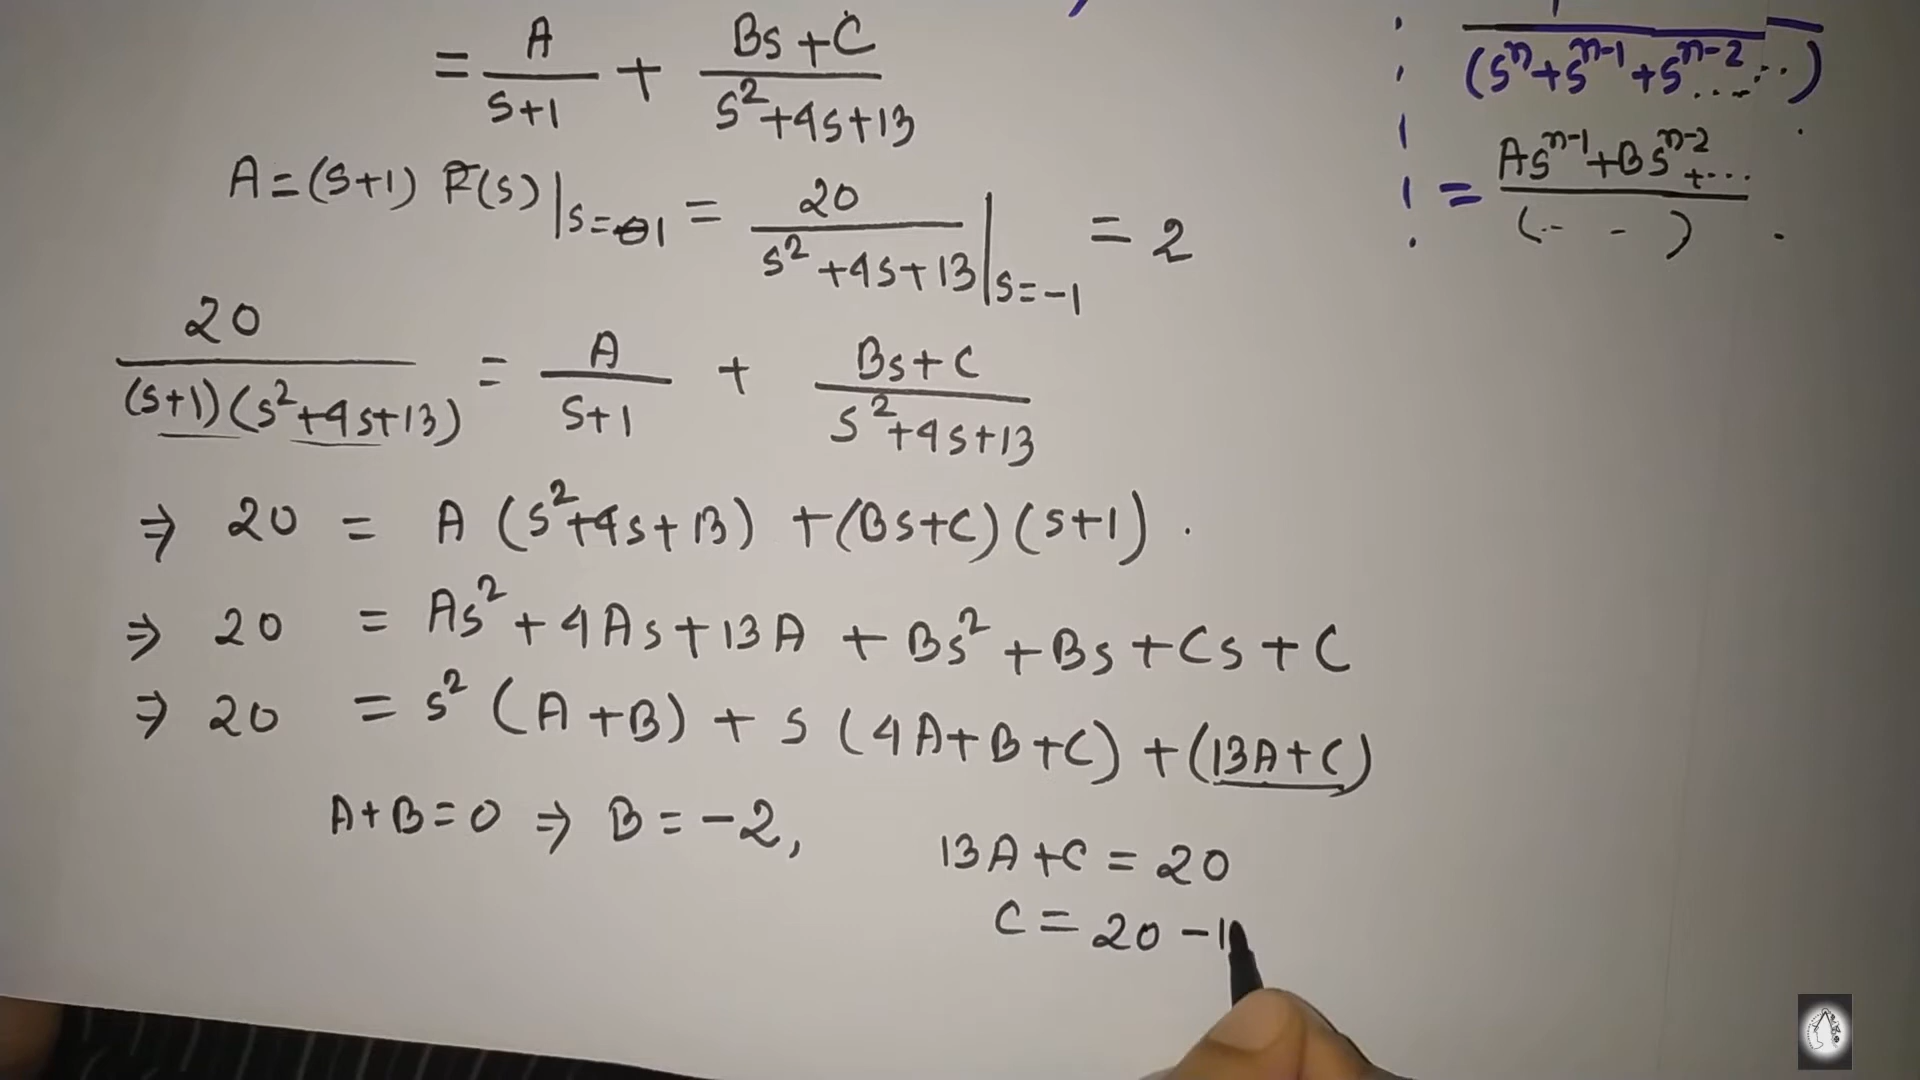 = A/(s+1) + (Bs+C)/(s²+4s+13)
A=(s+1) F(s)|s=-1 = 20/(s²+4s+13)|s=-1 = 2
20/((s+1)(s²+4s+13)) = A/(s+1) + (Bs+C)/(s²+4s+13)
⇒ 20 = A (s²+4s+13) +(Bs+C)(s+1).
⇒ 20 = As² + 4As+13A + Bs² + Bs + Cs + C
⇒ 20 = s² (A+B) + s (4A+B+C) + (13A+C)
A+B=0 ⇒ B=-2,
13A+C = 20
C = 20 -1
(sⁿ+sⁿ⁻¹+sⁿ⁻².....)
= (Asⁿ⁻¹+Bsⁿ⁻²+...)/(.. - ).